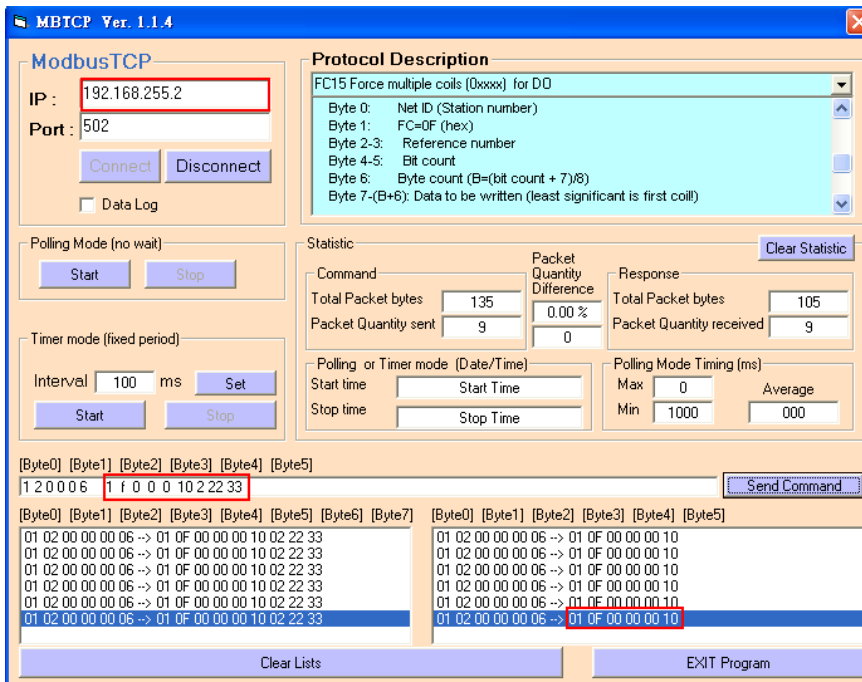 MBTCP Ver. 1.1.4
ModbusTCP
IP : 192.168.255.2
Port : 502
Connect Disconnect
Data Log
Protocol Description
FC15 Force multiple coils (0xxxx) for DO
Byte 0: Net ID (Station number)
Byte 1: FC=0F (hex)
Byte 2-3: Reference number
Byte 4-5: Bit count
Byte 6: Byte count (B=(bit count + 7)/8)
Byte 7-(B+6): Data to be written (least significant is first coil!)
Polling Mode (no wait)
Start Stop
Timer mode (fixed period)
Interval 100 ms Set
Start Stop
Statistic
Clear Statistic
Command
Total Packet bytes 135
Packet Quantity sent 9
Packet
Quantity
Difference
0.00 %
0
Response
Total Packet bytes 105
Packet Quantity received 9
Polling or Timer mode (Date/Time)
Start time Start Time
Stop time Stop Time
Polling Mode Timing (ms)
Max 0
Min 1000
Average
000
[Byte0] [Byte1] [Byte2] [Byte3] [Byte4] [Byte5]
1 2 0 0 0 6 1 f 0 0 0 10 2 22 33
Send Command
[Byte0] [Byte1] [Byte2] [Byte3] [Byte4] [Byte5] [Byte6] [Byte7]
01 02 00 00 00 06 --> 01 0F 00 00 00 10 02 22 33
01 02 00 00 00 06 --> 01 0F 00 00 00 10 02 22 33
01 02 00 00 00 06 --> 01 0F 00 00 00 10 02 22 33
01 02 00 00 00 06 --> 01 0F 00 00 00 10 02 22 33
01 02 00 00 00 06 --> 01 0F 00 00 00 10 02 22 33
01 02 00 00 00 06 --> 01 0F 00 00 00 10 02 22 33
[Byte0] [Byte1] [Byte2] [Byte3] [Byte4] [Byte5]
01 02 00 00 00 06 --> 01 0F 00 00 00 10
01 02 00 00 00 06 --> 01 0F 00 00 00 10
01 02 00 00 00 06 --> 01 0F 00 00 00 10
01 02 00 00 00 06 --> 01 0F 00 00 00 10
01 02 00 00 00 06 --> 01 0F 00 00 00 10
01 02 00 00 00 06 --> 01 0F 00 00 00 10
Clear Lists
EXIT Program